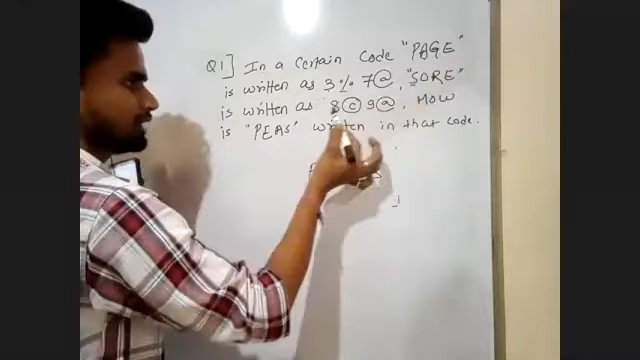 Q1] In a certain code "PAGE"
is written as 3 % 7 @, "SORE"
is written as 8 © 9 @, HOW
is "PEAS" written in that code.